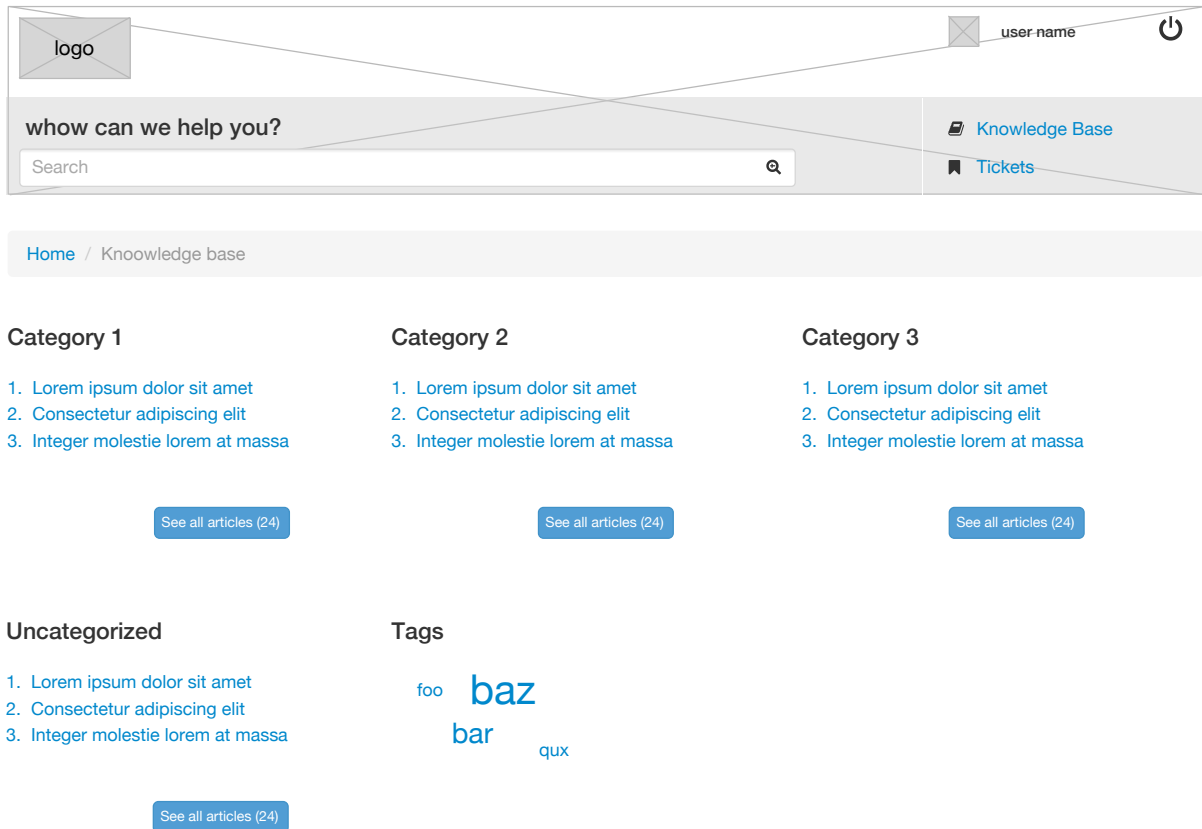 logo
user name
whow can we help you?
Search
Knowledge Base
Tickets
Home / Knoowledge base
Category 1
1. Lorem ipsum dolor sit amet
2. Consectetur adipiscing elit
3. Integer molestie lorem at massa
See all articles (24)
Category 2
1. Lorem ipsum dolor sit amet
2. Consectetur adipiscing elit
3. Integer molestie lorem at massa
See all articles (24)
Category 3
1. Lorem ipsum dolor sit amet
2. Consectetur adipiscing elit
3. Integer molestie lorem at massa
See all articles (24)
Uncategorized
1. Lorem ipsum dolor sit amet
2. Consectetur adipiscing elit
3. Integer molestie lorem at massa
See all articles (24)
Tags
foo baz
bar
qux